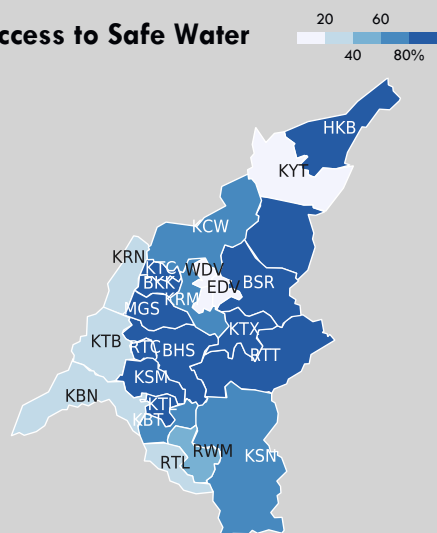 ccess to Safe Water
20 60
40 80%
HKB
KYT
KCW
KRN
KTC
WDV
BKK
EDV
BSR
KRM
MGS
KTX
KTB
RTC
BHS
RTT
KSM
KBN
KTL
KBT
RWM
KSN
RTL